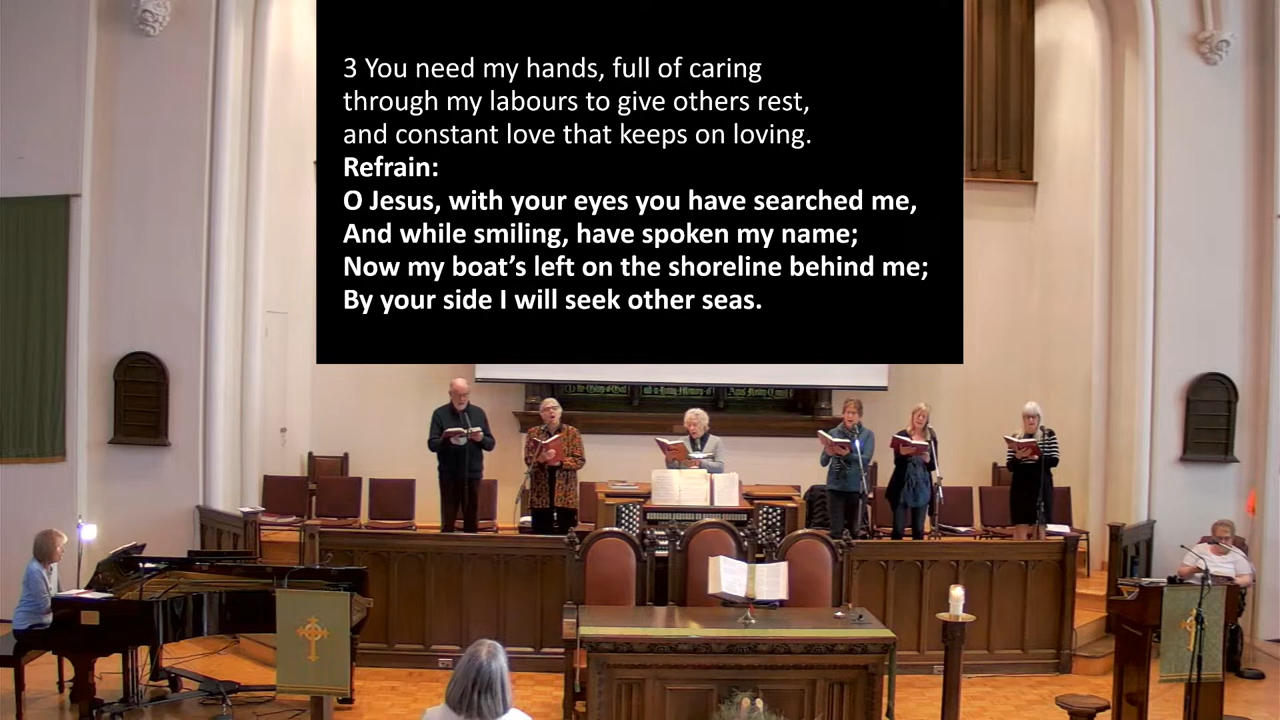 3 You need my hands, full of caring
through my labours to give others rest,
and constant love that keeps on loving.
Refrain:
O Jesus, with your eyes you have searched me,
And while smiling, have spoken my name;
Now my boat’s left on the shoreline behind me;
By your side I will seek other seas.